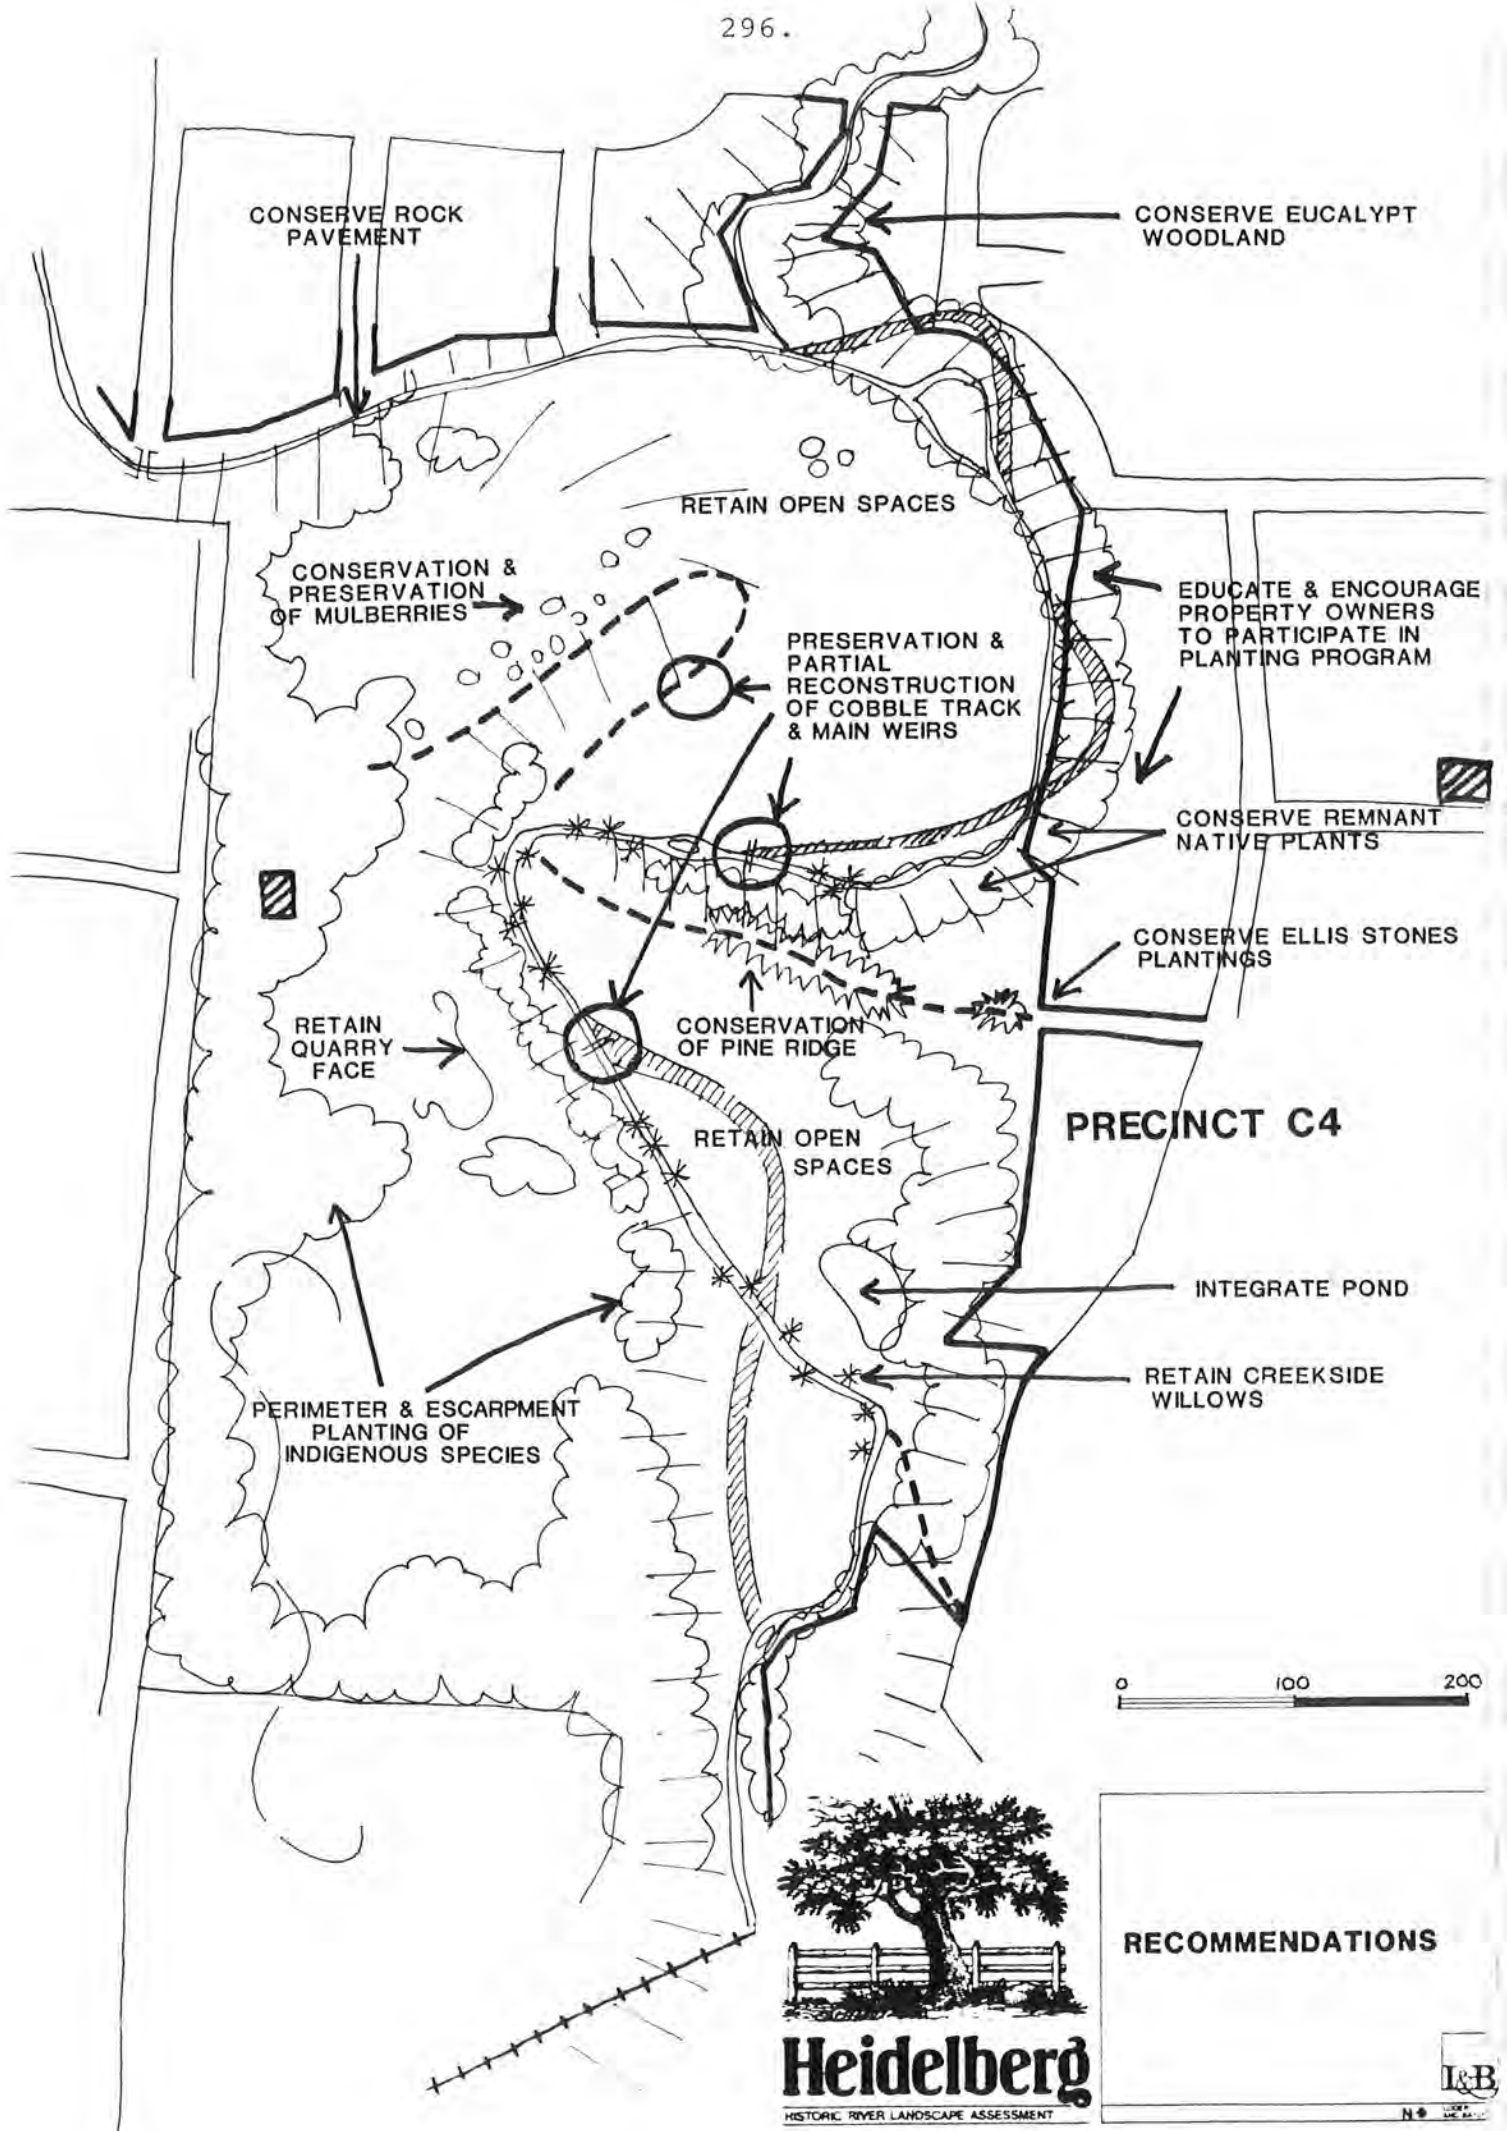 296.
CONSERVE ROCK
PAVEMENT
CONSERVE EUCALYPT
WOODLAND
RETAIN OPEN SPACES
CONSERVATION &
PRESERVATION
OF MULBERRIES
EDUCATE & ENCOURAGE
PROPERTY OWNERS
TO PARTICIPATE IN
PLANTING PROGRAM
PRESERVATION &
PARTIAL
RECONSTRUCTION
OF COBBLE TRACK
& MAIN WEIRS
CONSERVE REMNANT
NATIVE PLANTS
CONSERVE ELLIS STONES
PLANTINGS
RETAIN
QUARRY
FACE
CONSERVATION
OF PINE RIDGE
PRECINCT C4
RETAIN OPEN
SPACES
INTEGRATE POND
RETAIN CREEKSIDE
WILLOWS
PERIMETER & ESCARPMENT
PLANTING OF
INDIGENOUS SPECIES
0 100 200
RECOMMENDATIONS
Heidelberg
HISTORIC RIVER LANDSCAPE ASSESSMENT
L&B
N